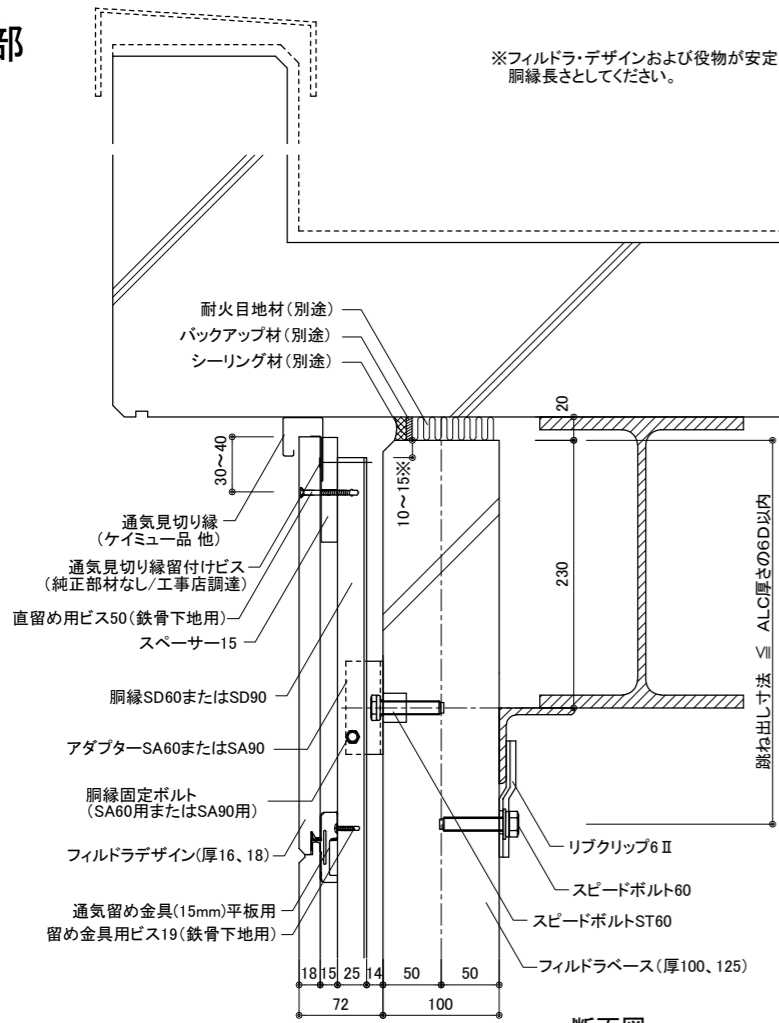 部
※フィルドラ・デザインおよび役物が安定
胴縁長さとしてください。
耐火目地材(別途)
バックアップ材(別途)
シーリング材(別途)
20
30～40
10～15※
通気見切り縁
(ケイミュー品 他)
通気見切り縁留付けビス
(純正部材なし/工事店調達)
直留め用ビス50(鉄骨下地用)
スペーサー15
230
跳ね出し寸法 ≦ ALC厚さの6D以内
胴縁SD60またはSD90
アダプターSA60またはSA90
胴縁固定ボルト
(SA60用またはSA90用)
フィルドラデザイン(厚16、18)
リブクリップ6Ⅱ
スピードボルト60
通気留め金具(15mm)平板用
スピードボルトST60
留め金具用ビス19(鉄骨下地用)
フィルドラベース(厚100、125)
18 15 25 14 50 50
72 100